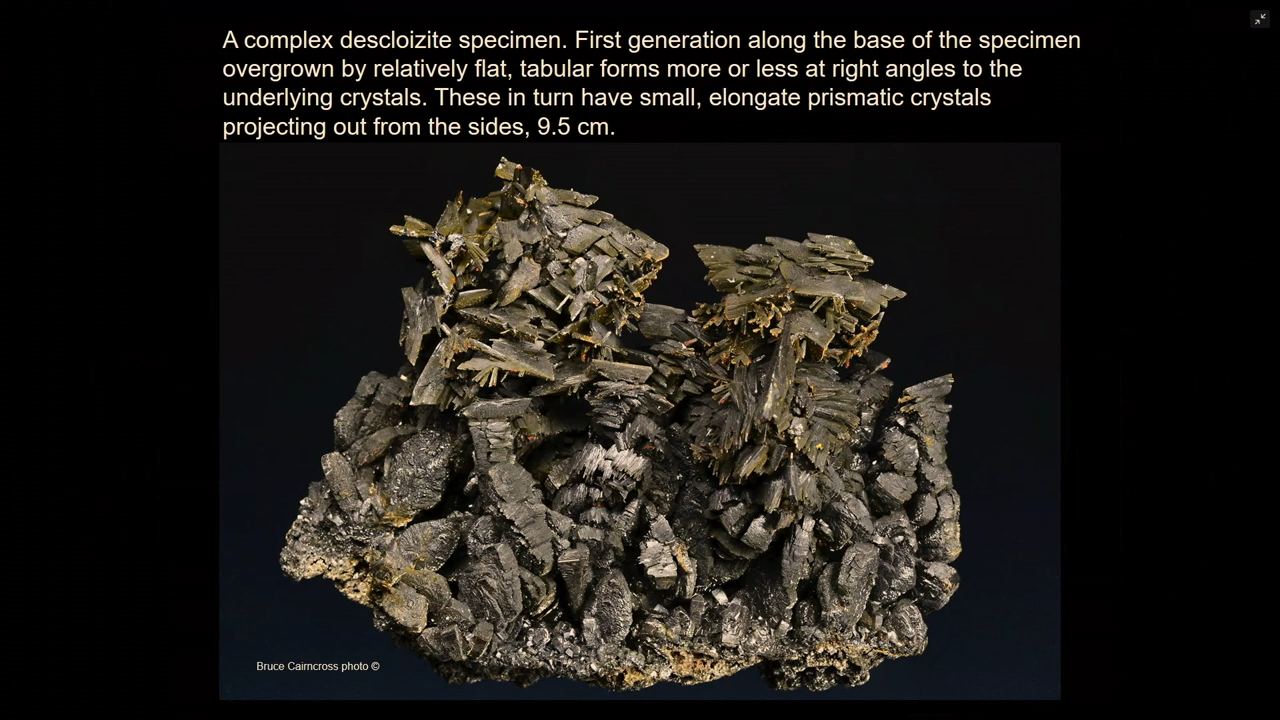 A complex descloizite specimen. First generation along the base of the specimen
overgrown by relatively flat, tabular forms more or less at right angles to the
underlying crystals. These in turn have small, elongate prismatic crystals
projecting out from the sides, 9.5 cm.
Bruce Cairncross photo ©